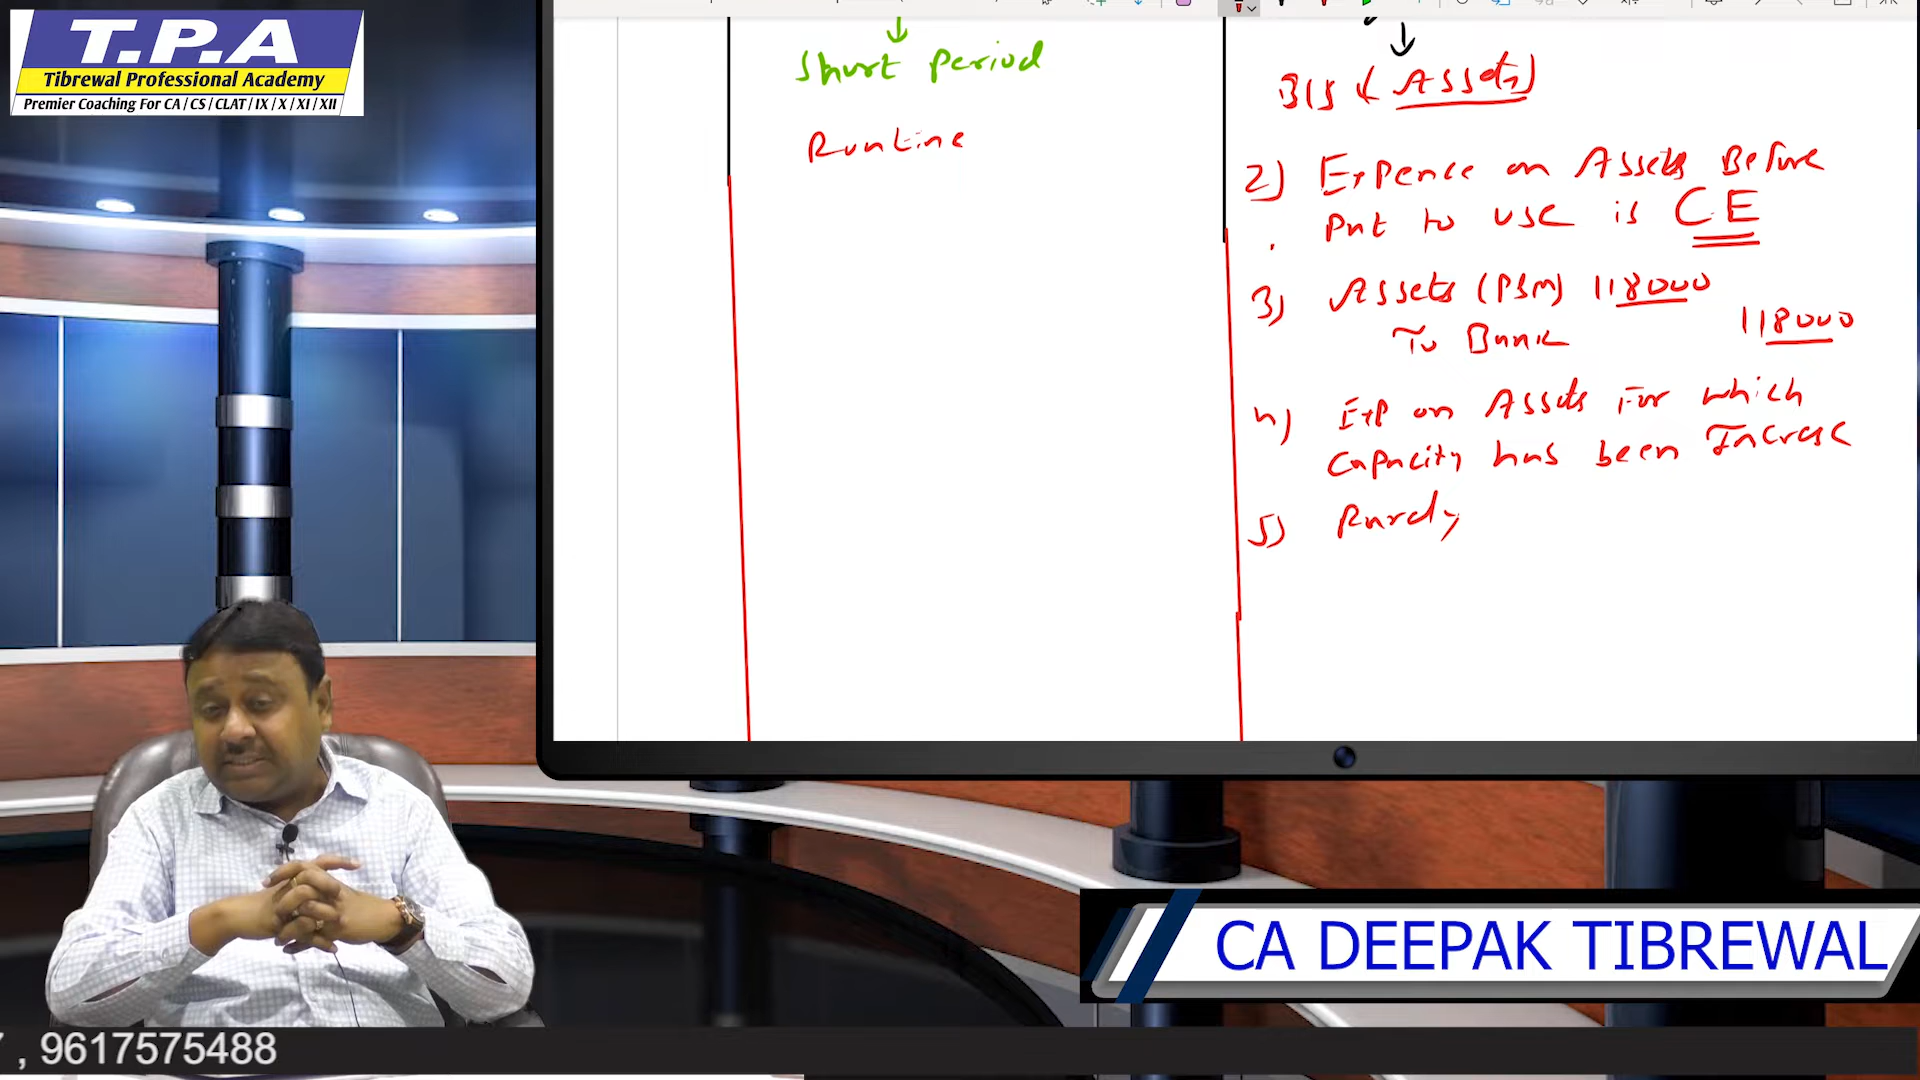 T.P.A
Tibrewal Professional Academy
Premier Coaching For CA / CS / CLAT / IX / X / XI / XII
Short Period
Runtine
B/S (Assets)
2) Expence on Assets Before
Put to use is C.E
3) Assets (PSM) 118000
To Bank 118000
4) Exp on Assets For which
Capacity has been Increse
5) Rarely
CA DEEPAK TIBREWAL
, 9617575488